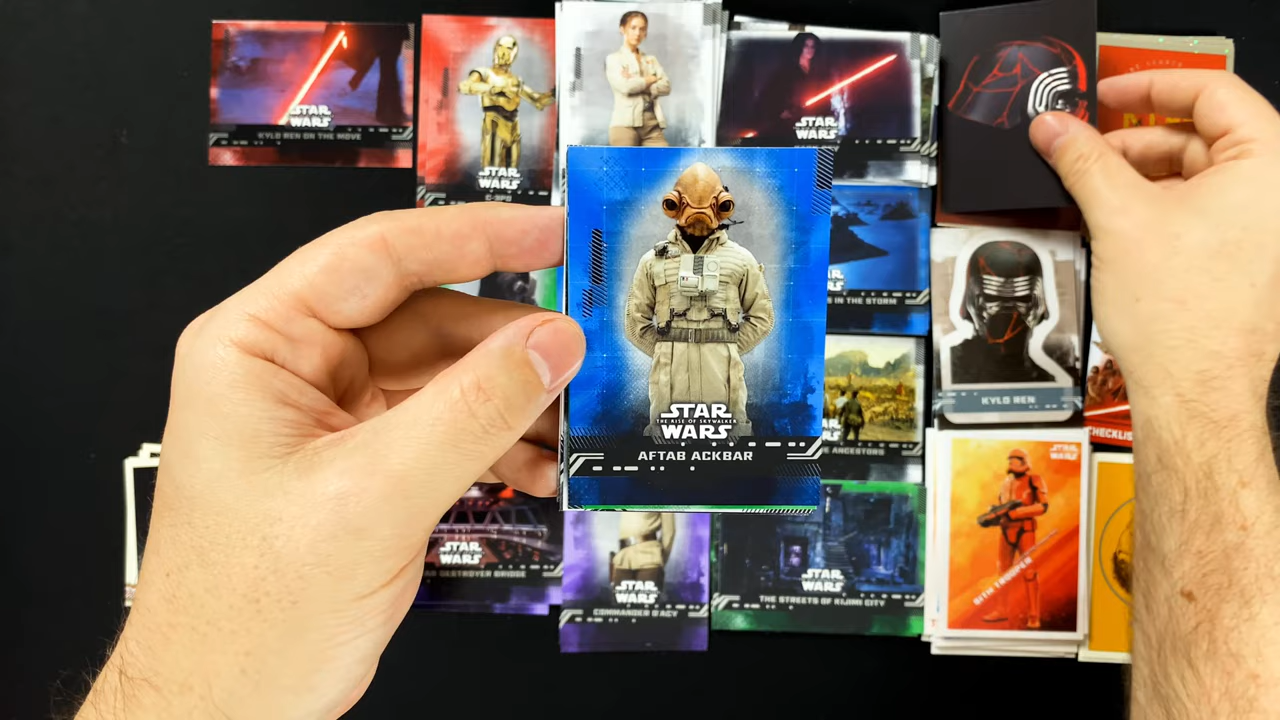 STAR
WARS
KYLO REN ON THE MOVE
STAR
WARS
C-3PO
STAR
WARS
STAR
THE RISE OF SKYWALKER
WARS
AFTAB ACKBAR
IN THE STORM
KYLO REN
CHECKLIS
ANCESTORS
STAR
WARS
SITH TROOPER
STAR
WARS
DESTROYER BRIDGE
STAR
WARS
COMMANDER D'ACY
STAR
WARS
THE STREETS OF KIJIMI CITY